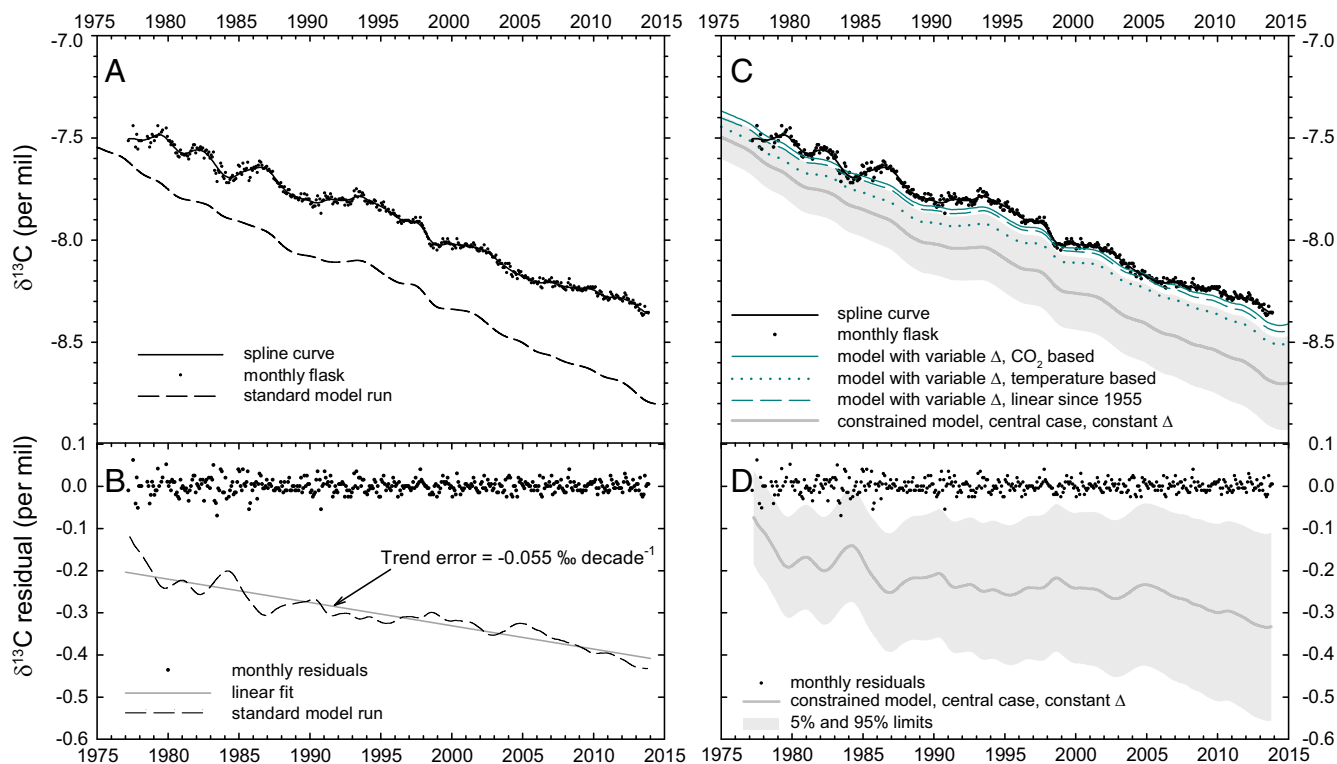 1975 1980 1985 1990 1995 2000 2005 2010 2015
-7.0
-7.5
-8.0
-8.5
δ¹³C (per mil)
A
spline curve
monthly flask
standard model run
0.1
0.0
-0.1
-0.2
-0.3
-0.4
-0.5
-0.6
δ¹³C residual (per mil)
B
Trend error = -0.055 ‰ decade⁻¹
monthly residuals
linear fit
standard model run
1975 1980 1985 1990 1995 2000 2005 2010 2015
1975 1980 1985 1990 1995 2000 2005 2010 2015
C
-7.0
-7.5
-8.0
-8.5
spline curve
monthly flask
model with variable Δ, CO₂ based
model with variable Δ, temperature based
model with variable Δ, linear since 1955
constrained model, central case, constant Δ
D
0.1
0.0
-0.1
-0.2
-0.3
-0.4
-0.5
-0.6
monthly residuals
constrained model, central case, constant Δ
5% and 95% limits
1975 1980 1985 1990 1995 2000 2005 2010 2015